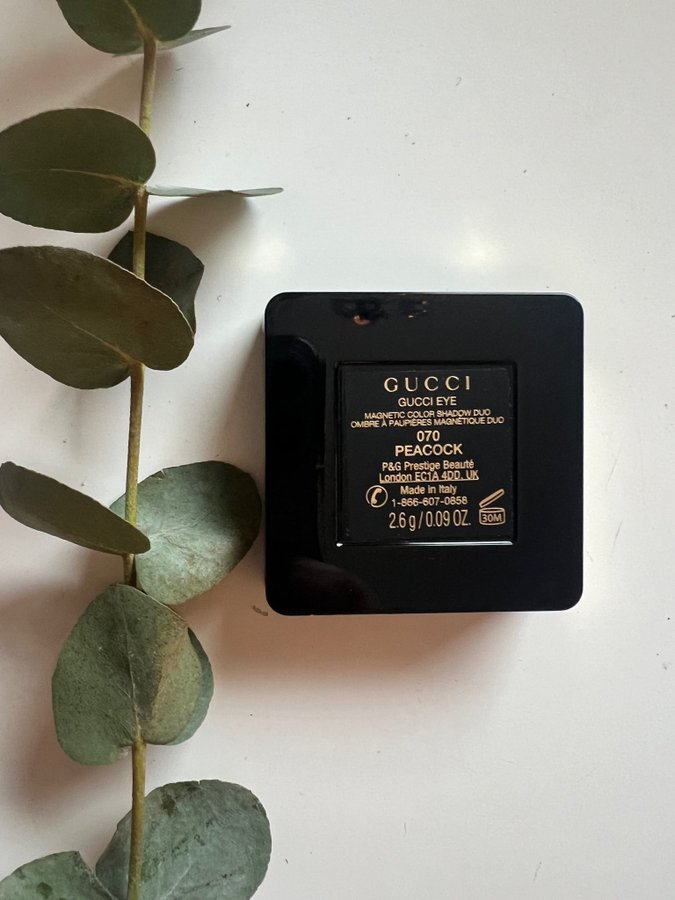 GUCCI
GUCCI EYE
MAGNETIC COLOR SHADOW DUO
OMBRE À PAUPIÈRES MAGNÉTIQUE DUO
070
PEACOCK
P&G Prestige Beauté
London EC1A 4DD. UK
Made in Italy
1-866-607-0858
2.6 g / 0.09 OZ.
30M